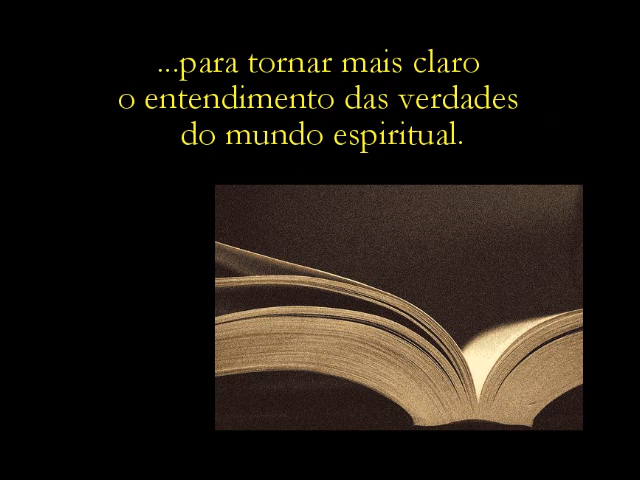 ...para tornar mais claro
o entendimento das verdades
do mundo espiritual.